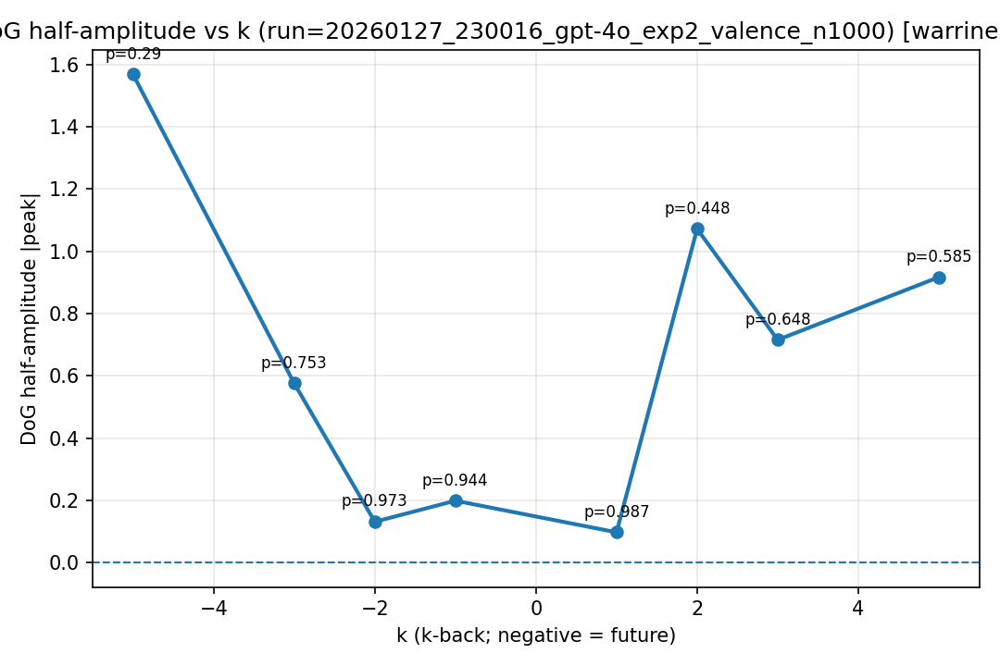 G half-amplitude vs k (run=20260127_230016_gpt-4o_exp2_valence_n1000) [warrine
p=0.29
p=0.753
p=0.973
p=0.944
p=0.987
p=0.448
p=0.648
p=0.585
DoG half-amplitude |peak|
1.6
1.4
1.2
1.0
0.8
0.6
0.4
0.2
0.0
−4
−2
0
2
4
k (k-back; negative = future)